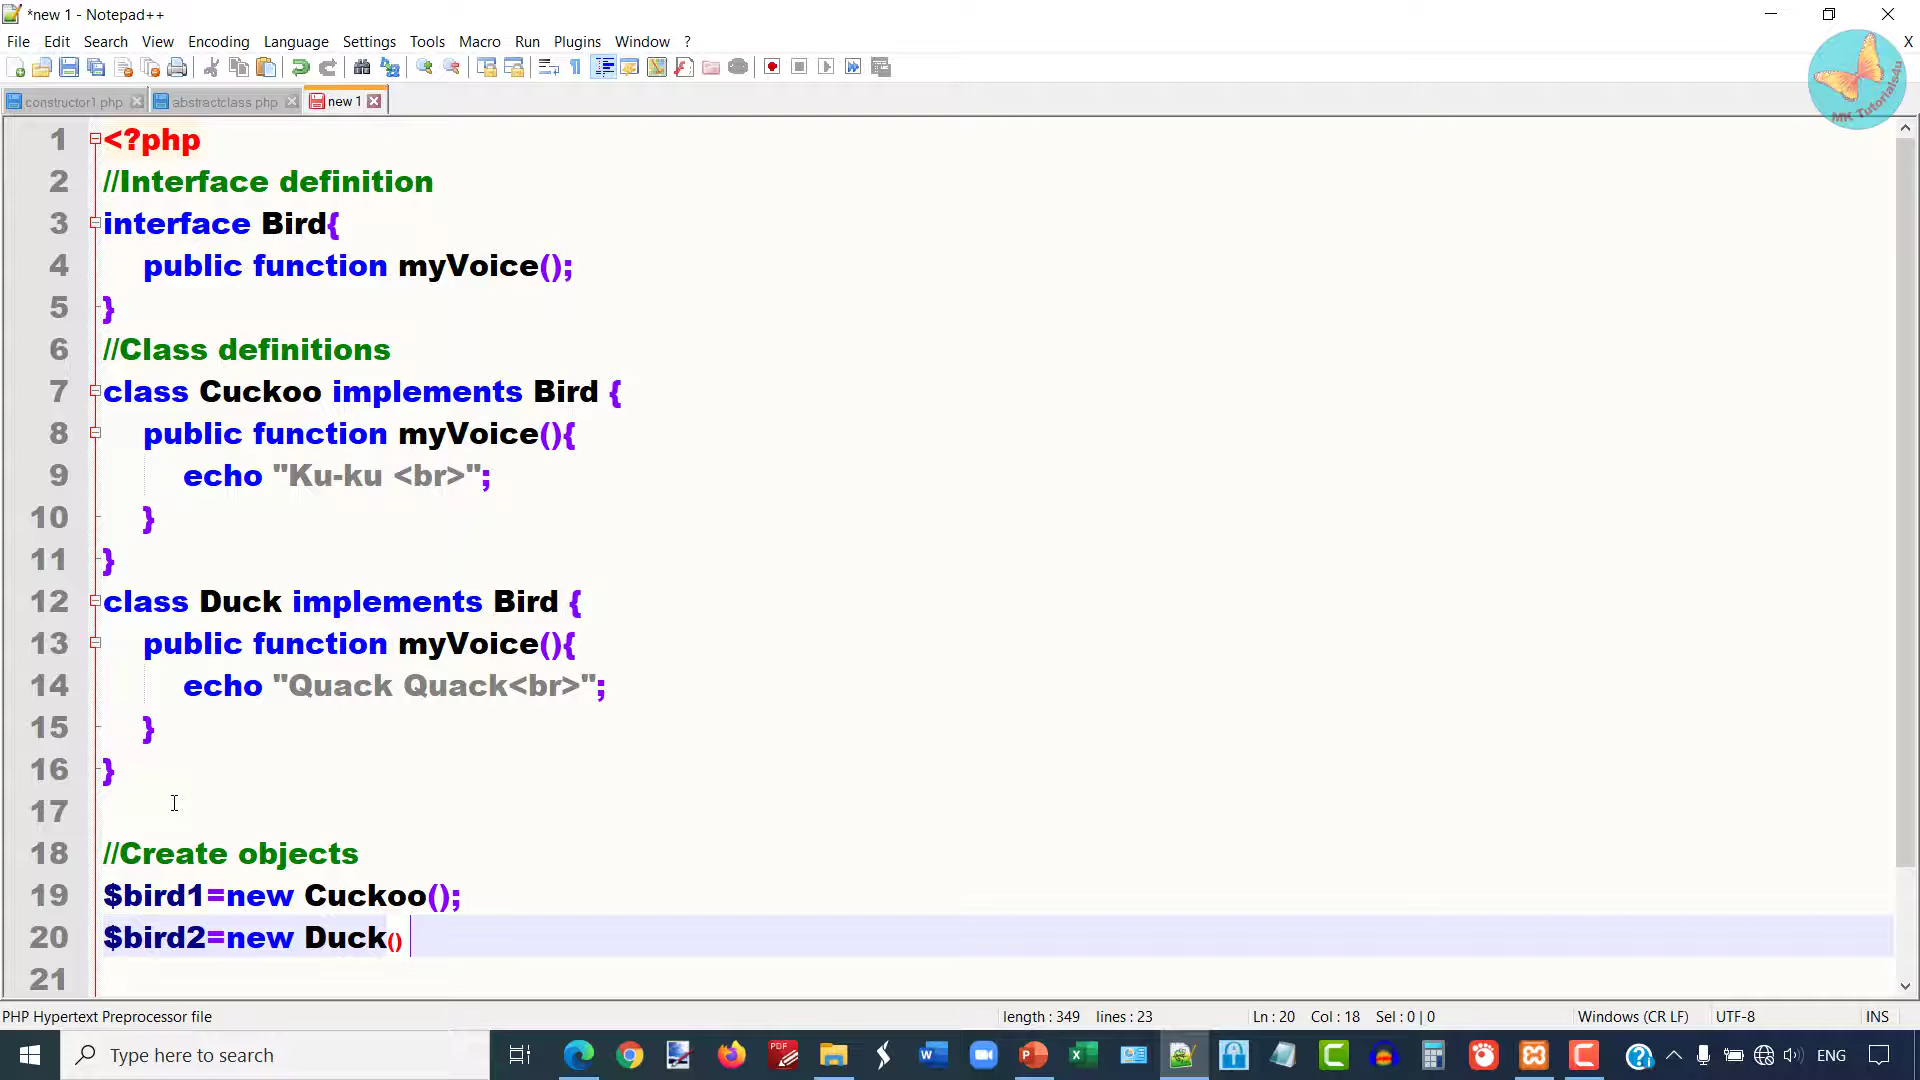 *new 1 - Notepad++
File Edit Search View Encoding Language Settings Tools Macro Run Plugins Window ? X
constructor1 php abstractclass php new 1
MK Tutorials4u
1 <?php
2 //Interface definition
3 interface Bird{
4 public function myVoice();
5 }
6 //Class definitions
7 class Cuckoo implements Bird {
8 public function myVoice(){
9 echo "Ku-ku <br>";
10 }
11 }
12 class Duck implements Bird {
13 public function myVoice(){
14 echo "Quack Quack<br>";
15 }
16 }
17
18 //Create objects
19 $bird1=new Cuckoo();
20 $bird2=new Duck()
21
PHP Hypertext Preprocessor file length : 349 lines : 23 Ln : 20 Col : 18 Sel : 0 | 0 Windows (CR LF) UTF-8 INS
Type here to search ENG